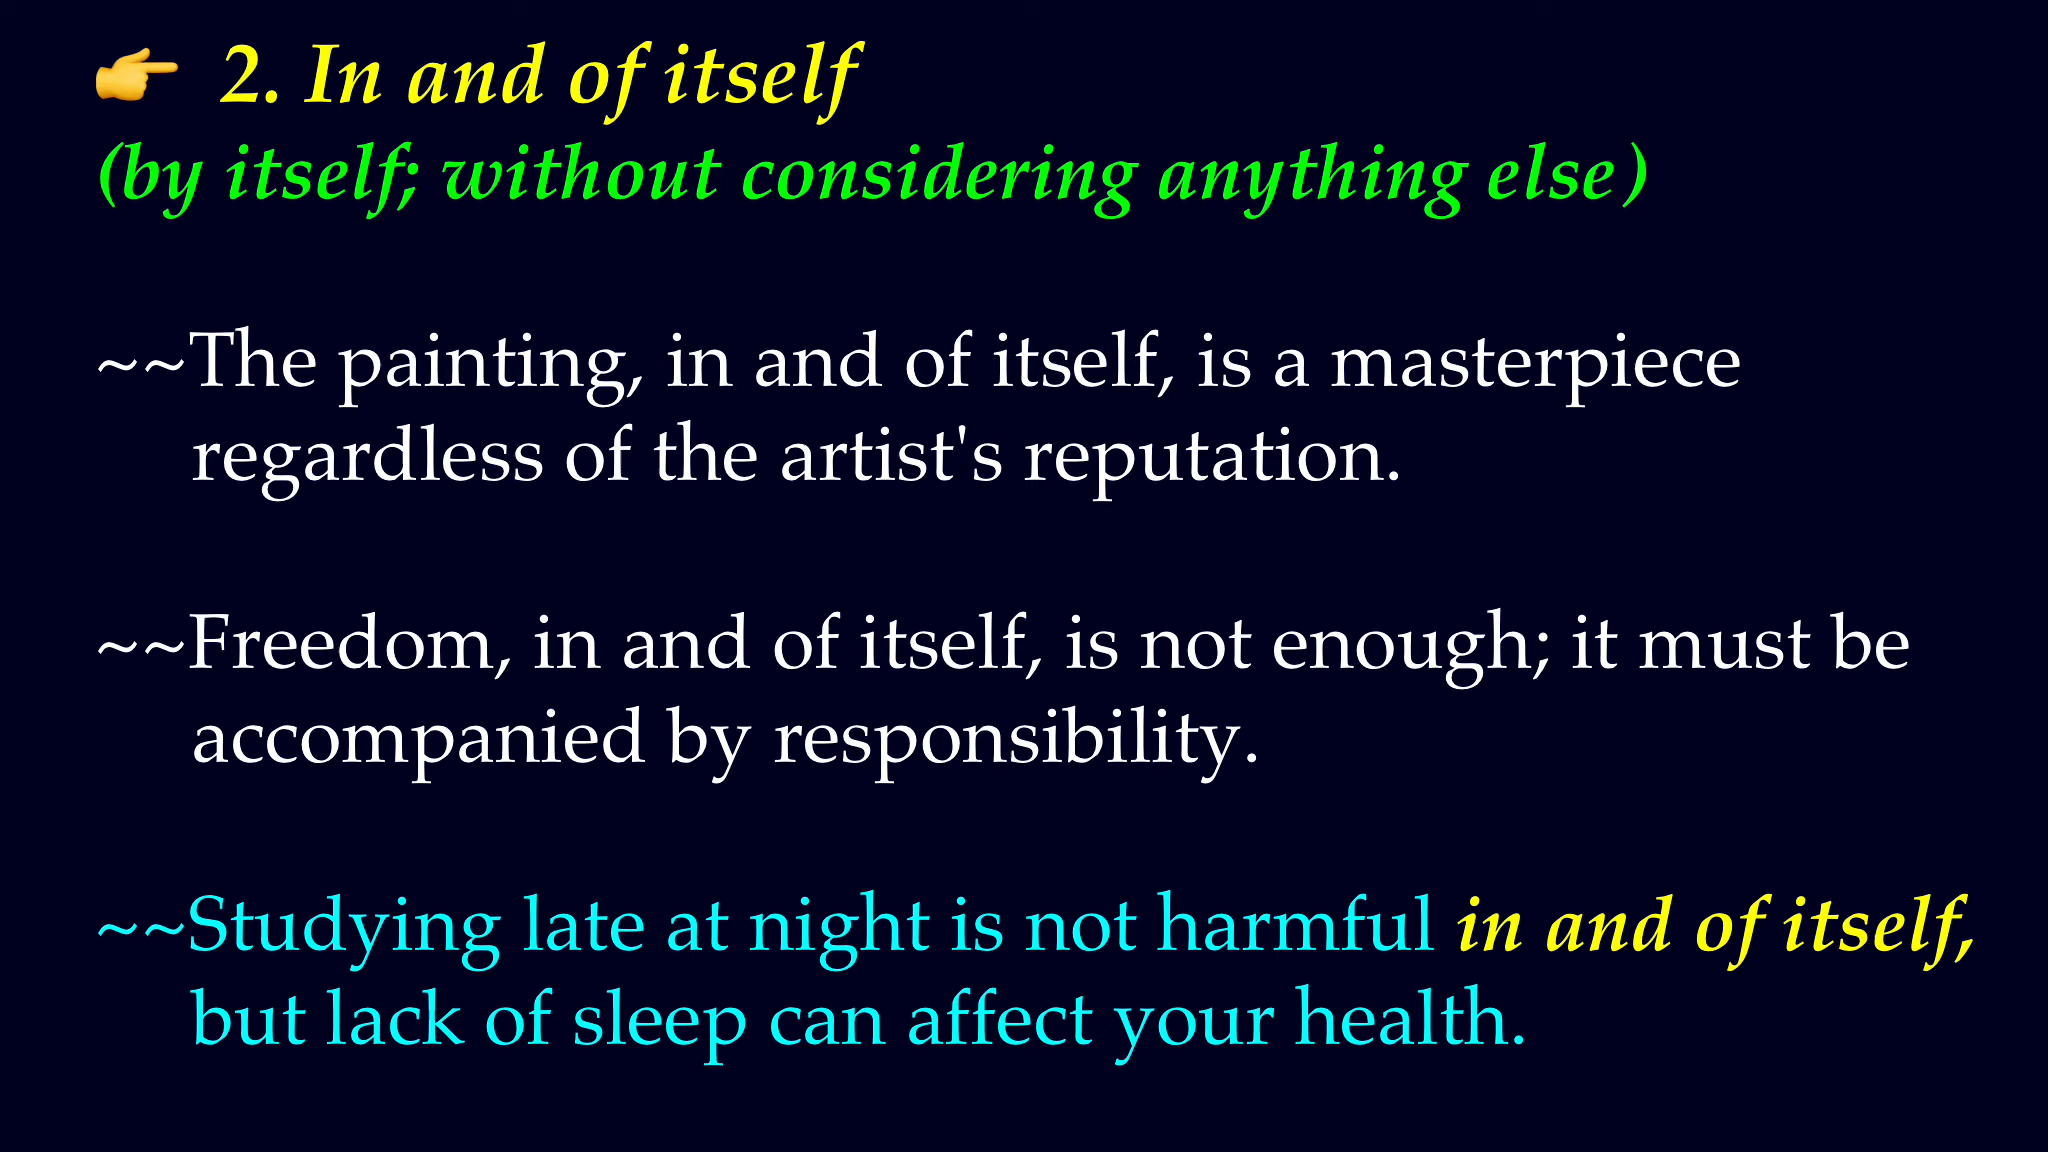 👉 2. In and of itself
(by itself; without considering anything else)
~~The painting, in and of itself, is a masterpiece
regardless of the artist's reputation.
~~Freedom, in and of itself, is not enough; it must be
accompanied by responsibility.
~~Studying late at night is not harmful in and of itself,
but lack of sleep can affect your health.